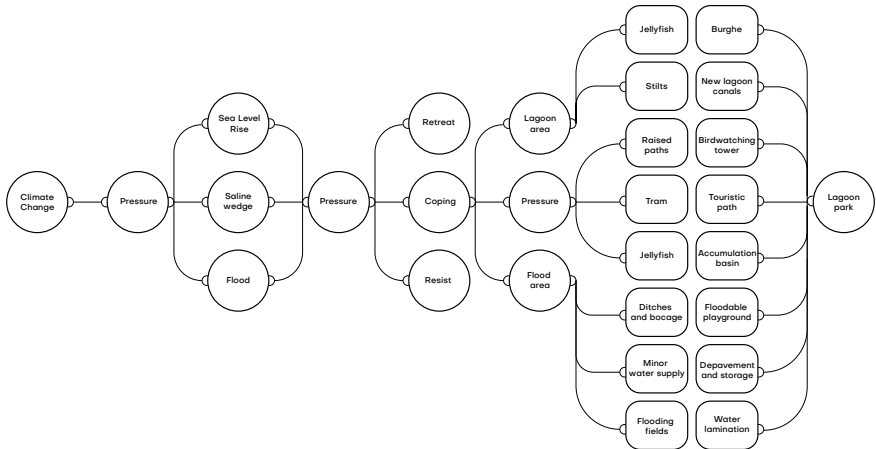 Climate
Change
Pressure
Sea Level
Rise
Saline
wedge
Flood
Pressure
Retreat
Coping
Resist
Lagoon
area
Pressure
Flood
area
Jellyfish
Burghe
Stilts
New lagoon
canals
Raised
paths
Birdwatching
tower
Tram
Touristic
path
Jellyfish
Accumulation
basin
Ditches
and bocage
Floodable
playground
Minor
water supply
Depavement
and storage
Flooding
fields
Water
lamination
Lagoon
park